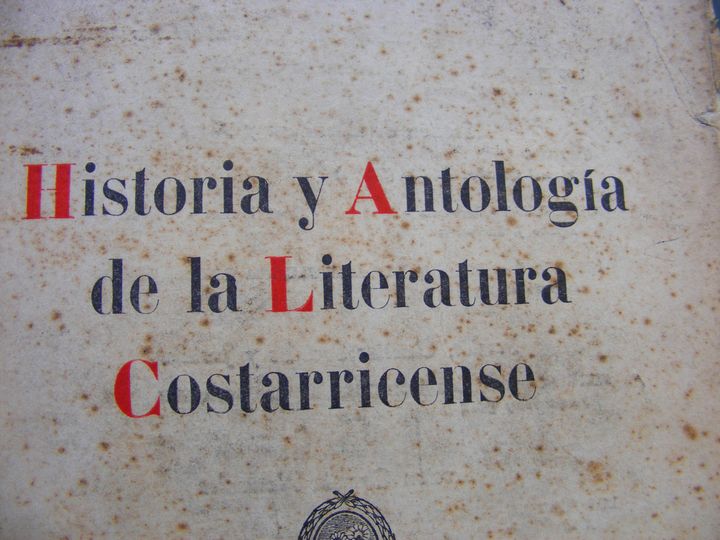 Historia y Antología
de la Literatura
Costarricense